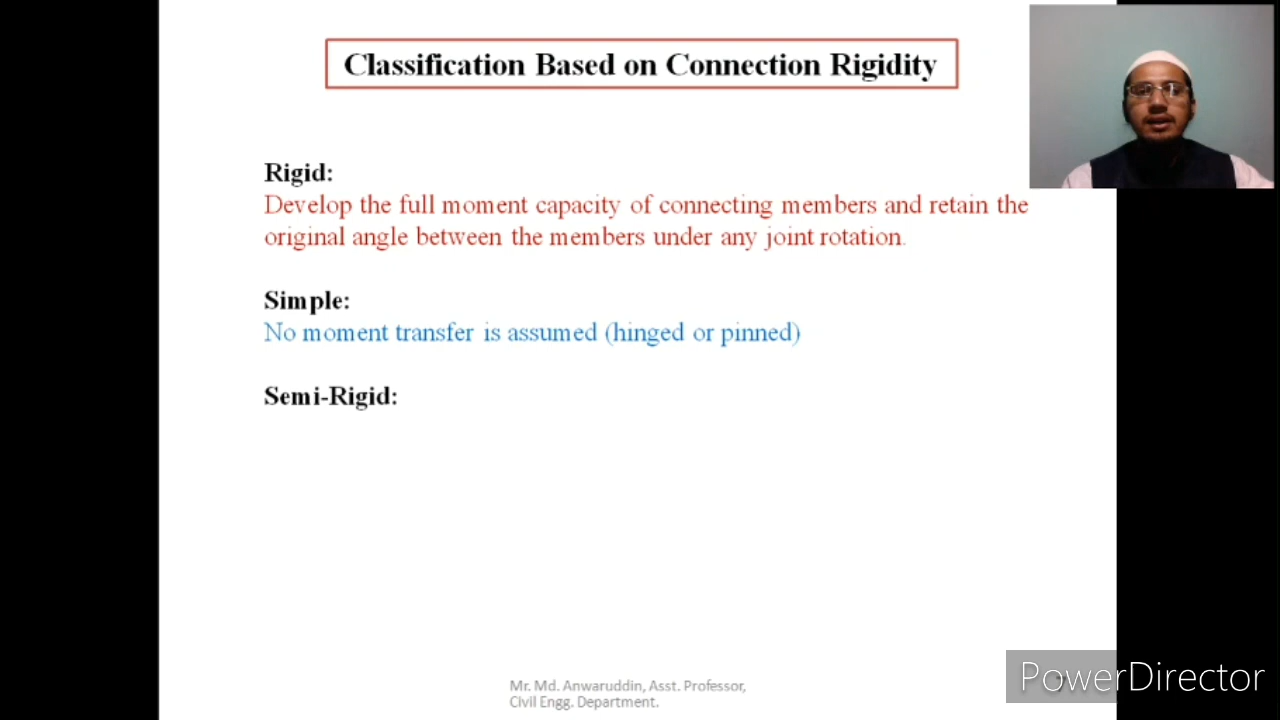 Classification Based on Connection Rigidity
Rigid:
Develop the full moment capacity of connecting members and retain the
original angle between the members under any joint rotation.
Simple:
No moment transfer is assumed (hinged or pinned)
Semi-Rigid:
Mr. Md. Anwaruddin, Asst. Professor,
Civil Engg. Department.
PowerDirector